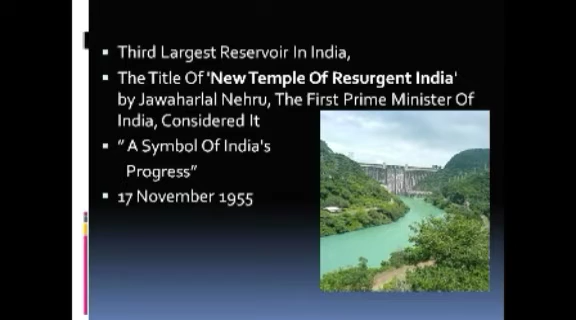 Third Largest Reservoir In India,
The Title Of 'New Temple Of Resurgent India'
by Jawaharlal Nehru, The First Prime Minister Of
India, Considered It
" A Symbol Of India's
Progress"
17 November 1955